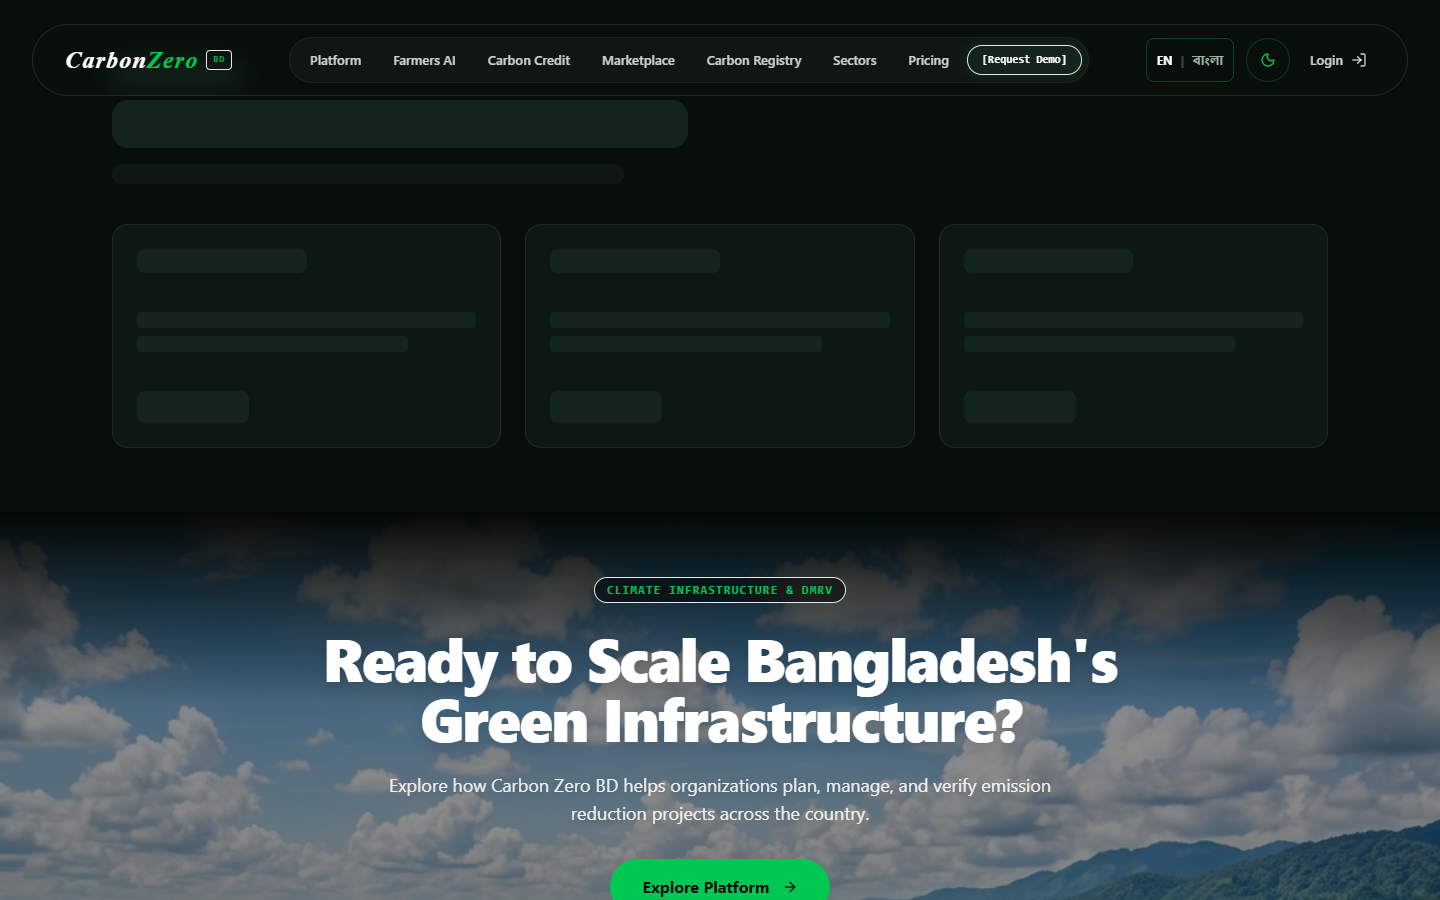 CarbonZero BD
Platform
Farmers AI
Carbon Credit
Marketplace
Carbon Registry
Sectors
Pricing
[Request Demo]
EN | বাংলা
Login
CLIMATE INFRASTRUCTURE & DMRV
Ready to Scale Bangladesh's
Green Infrastructure?
Explore how Carbon Zero BD helps organizations plan, manage, and verify emission
reduction projects across the country.
Explore Platform